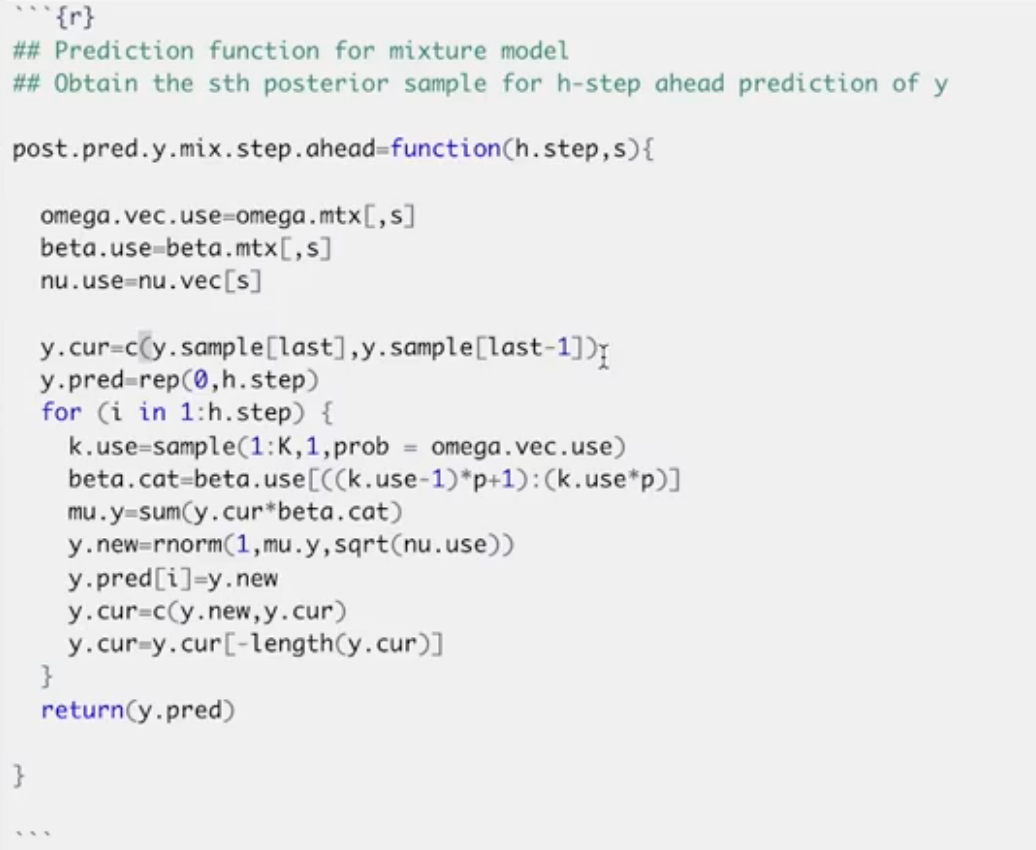 ```{r}
## Prediction function for mixture model
## Obtain the sth posterior sample for h-step ahead prediction of y
post.pred.y.mix.step.ahead=function(h.step,s){
omega.vec.use=omega.mtx[,s]
beta.use=beta.mtx[,s]
nu.use=nu.vec[s]
y.cur=c(y.sample[last],y.sample[last-1])
y.pred=rep(0,h.step)
for (i in 1:h.step) {
k.use=sample(1:K,1,prob = omega.vec.use)
beta.cat=beta.use[((k.use-1)*p+1):(k.use*p)]
mu.y=sum(y.cur*beta.cat)
y.new=rnorm(1,mu.y,sqrt(nu.use))
y.pred[i]=y.new
y.cur=c(y.new,y.cur)
y.cur=y.cur[-length(y.cur)]
}
return(y.pred)
}
```